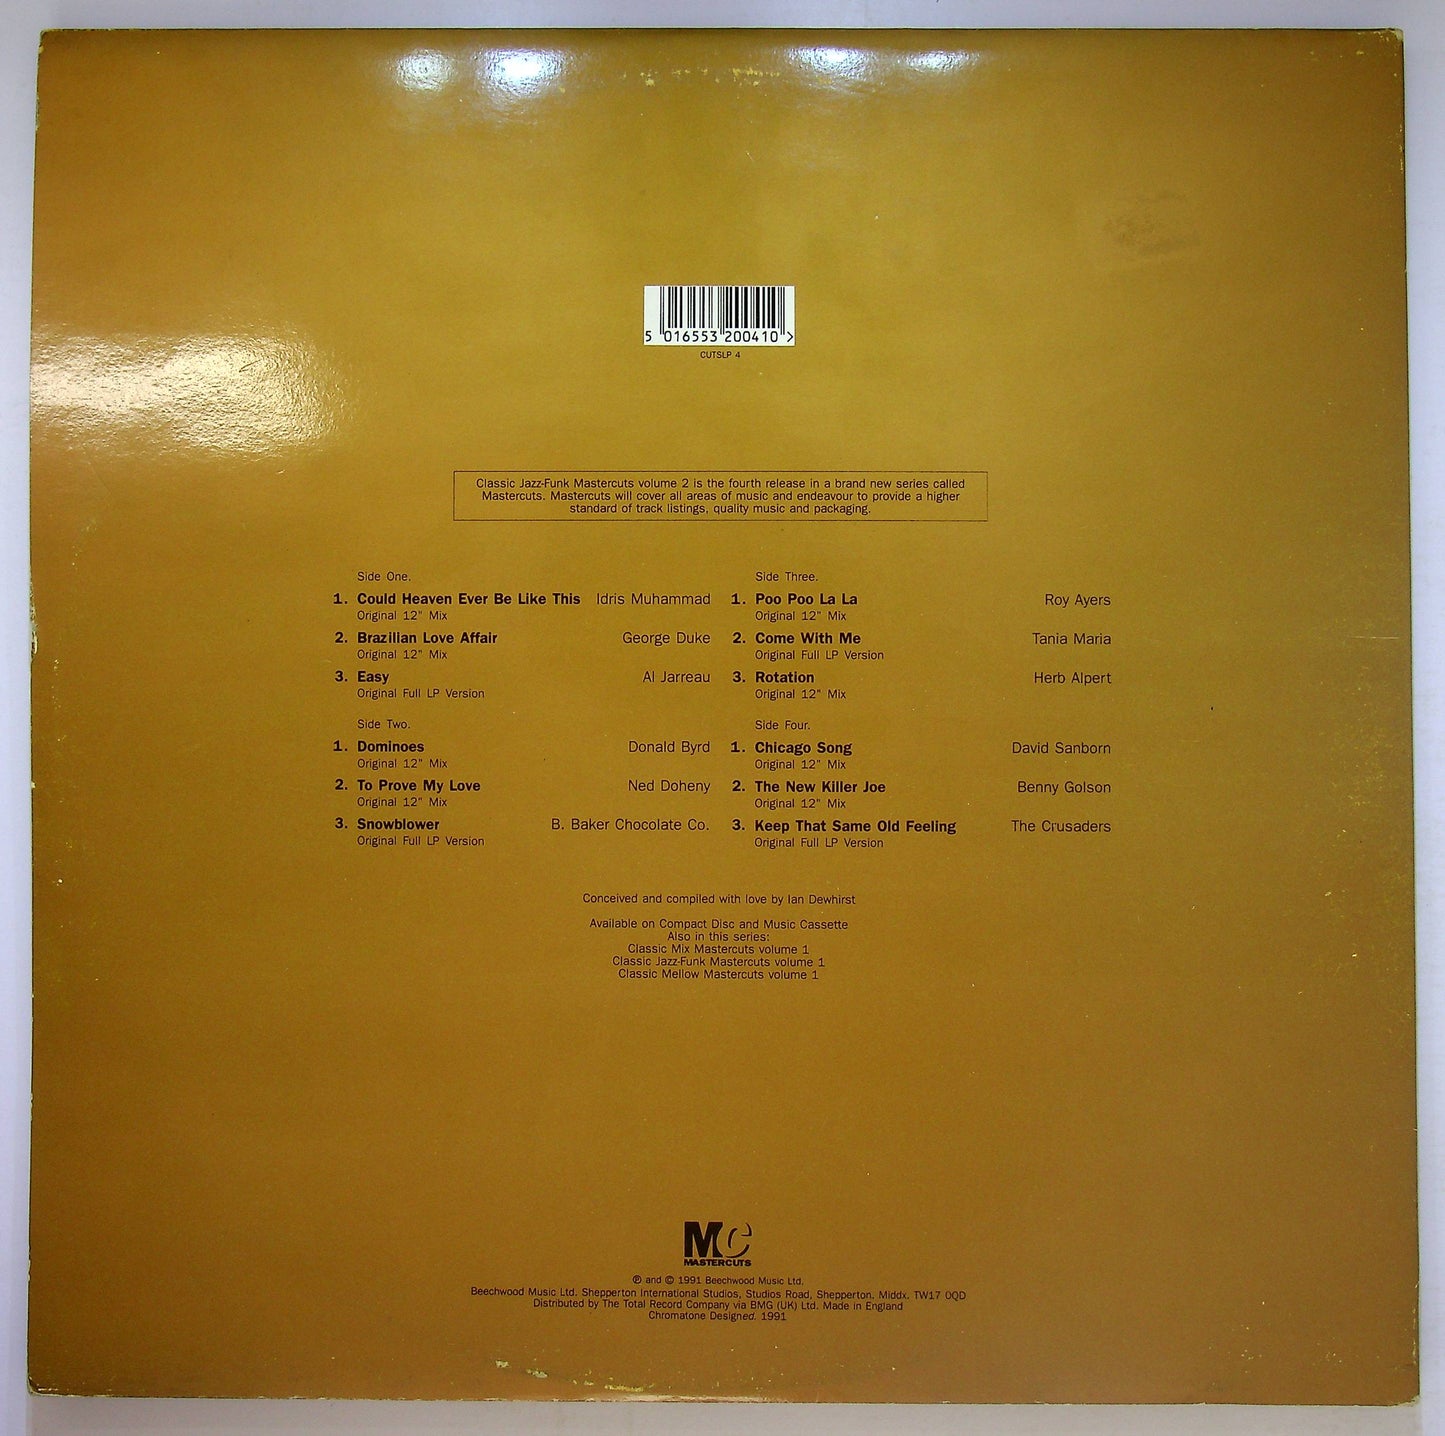 5 016553 200410 >
CUTSLP 4
Classic Jazz-Funk Mastercuts volume 2 is the fourth release in a brand new series called
Mastercuts. Mastercuts will cover all areas of music and endeavour to provide a higher
standard of track listings, quality music and packaging.
Side One.
1. Could Heaven Ever Be Like This Idris Muhammad
Original 12" Mix
2. Brazilian Love Affair George Duke
Original 12" Mix
3. Easy Al Jarreau
Original Full LP Version
Side Two.
1. Dominoes Donald Byrd
Original 12" Mix
2. To Prove My Love Ned Doheny
Original 12" Mix
3. Snowblower B. Baker Chocolate Co.
Original Full LP Version
Side Three.
1. Poo Poo La La Roy Ayers
Original 12" Mix
2. Come With Me Tania Maria
Original Full LP Version
3. Rotation Herb Alpert
Original 12" Mix
Side Four.
1. Chicago Song David Sanborn
Original 12" Mix
2. The New Killer Joe Benny Golson
Original 12" Mix
3. Keep That Same Old Feeling The Crusaders
Original Full LP Version
Conceived and compiled with love by Ian Dewhirst
Available on Compact Disc and Music Cassette
Also in this series:
Classic Mix Mastercuts volume 1
Classic Jazz-Funk Mastercuts volume 1
Classic Mellow Mastercuts volume 1
Mc
MASTERCUTS
℗ and © 1991 Beechwood Music Ltd.
Beechwood Music Ltd. Shepperton International Studios, Studios Road, Shepperton. Middx. TW17 0QD
Distributed by The Total Record Company via BMG (UK) Ltd. Made in England
Chromatone Designed. 1991